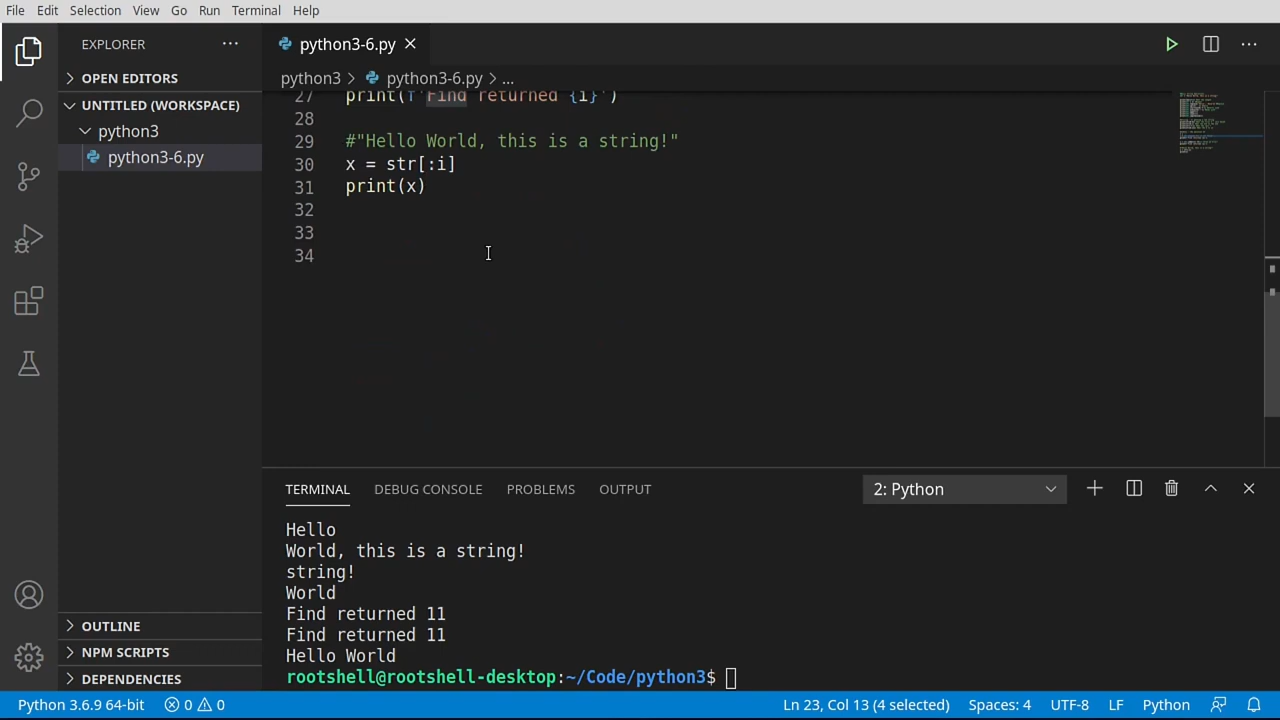 File Edit Selection View Go Run Terminal Help
EXPLORER ...
OPEN EDITORS
UNTITLED (WORKSPACE)
python3
python3-6.py
OUTLINE
NPM SCRIPTS
DEPENDENCIES
python3-6.py
python3 > python3-6.py > ...
27 print(f'Find returned {i}')
28
29 #"Hello World, this is a string!"
30 x = str[:i]
31 print(x)
32
33
34
TERMINAL DEBUG CONSOLE PROBLEMS OUTPUT 2: Python
Hello
World, this is a string!
string!
World
Find returned 11
Find returned 11
Hello World
rootshell@rootshell-desktop:~/Code/python3$
Python 3.6.9 64-bit 0 0 Ln 23, Col 13 (4 selected) Spaces: 4 UTF-8 LF Python